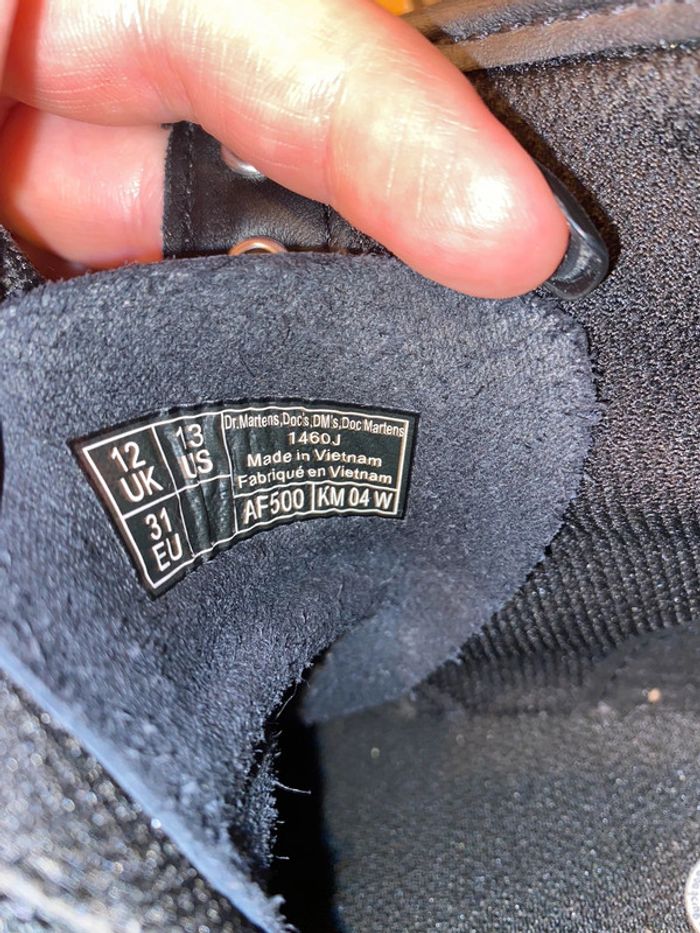 12 UK
13 US
31 EU
Dr.Martens,Doc's,DM's,Doc Martens
1460J
Made in Vietnam
Fabriqué en Vietnam
AF500
KM 04 W